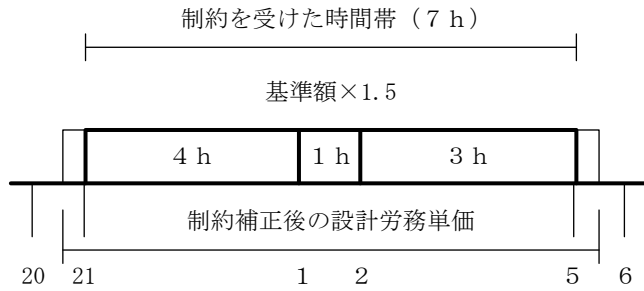 制約を受けた時間帯（７ｈ）
基準額×1.5
４ｈ １ｈ ３ｈ
制約補正後の設計労務単価
20 21 1 2 5 6